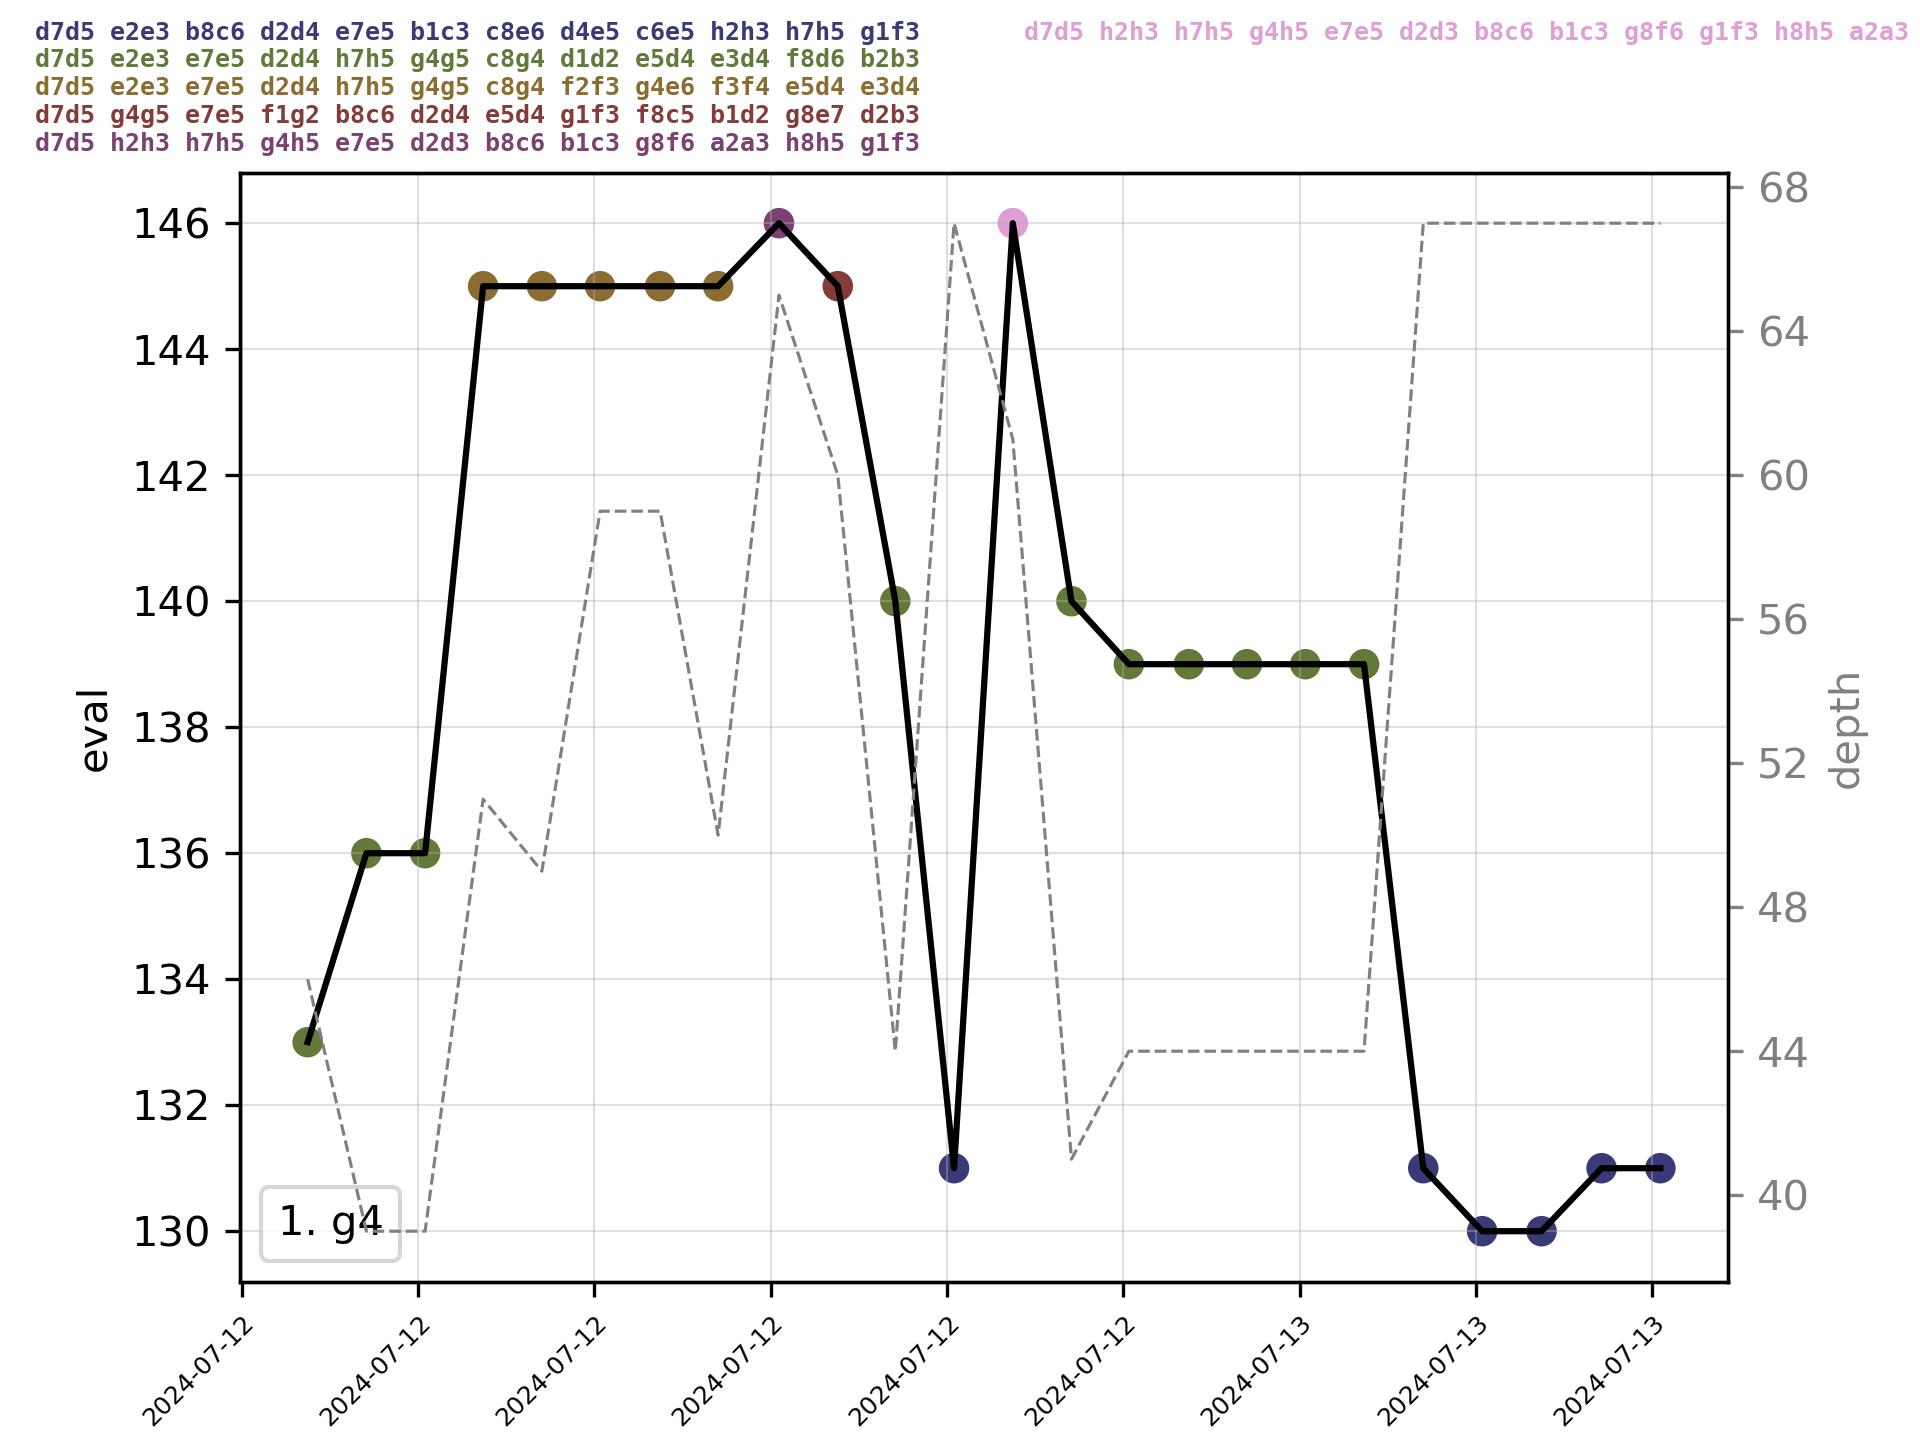 d7d5 e2e3 b8c6 d2d4 e7e5 b1c3 c8e6 d4e5 c6e5 h2h3 h7h5 g1f3
d7d5 e2e3 e7e5 d2d4 h7h5 g4g5 c8g4 d1d2 e5d4 e3d4 f8d6 b2b3
d7d5 e2e3 e7e5 d2d4 h7h5 g4g5 c8g4 f2f3 g4e6 f3f4 e5d4 e3d4
d7d5 g4g5 e7e5 f1g2 b8c6 d2d4 e5d4 g1f3 f8c5 b1d2 g8e7 d2b3
d7d5 h2h3 h7h5 g4h5 e7e5 d2d3 b8c6 b1c3 g8f6 a2a3 h8h5 g1f3
d7d5 h2h3 h7h5 g4h5 e7e5 d2d3 b8c6 b1c3 g8f6 g1f3 h8h5 a2a3
146
144
142
140
138
136
134
132
130
eval
68
64
60
56
52
48
44
40
depth
1. g4
2024-07-12
2024-07-12
2024-07-12
2024-07-12
2024-07-12
2024-07-12
2024-07-13
2024-07-13
2024-07-13